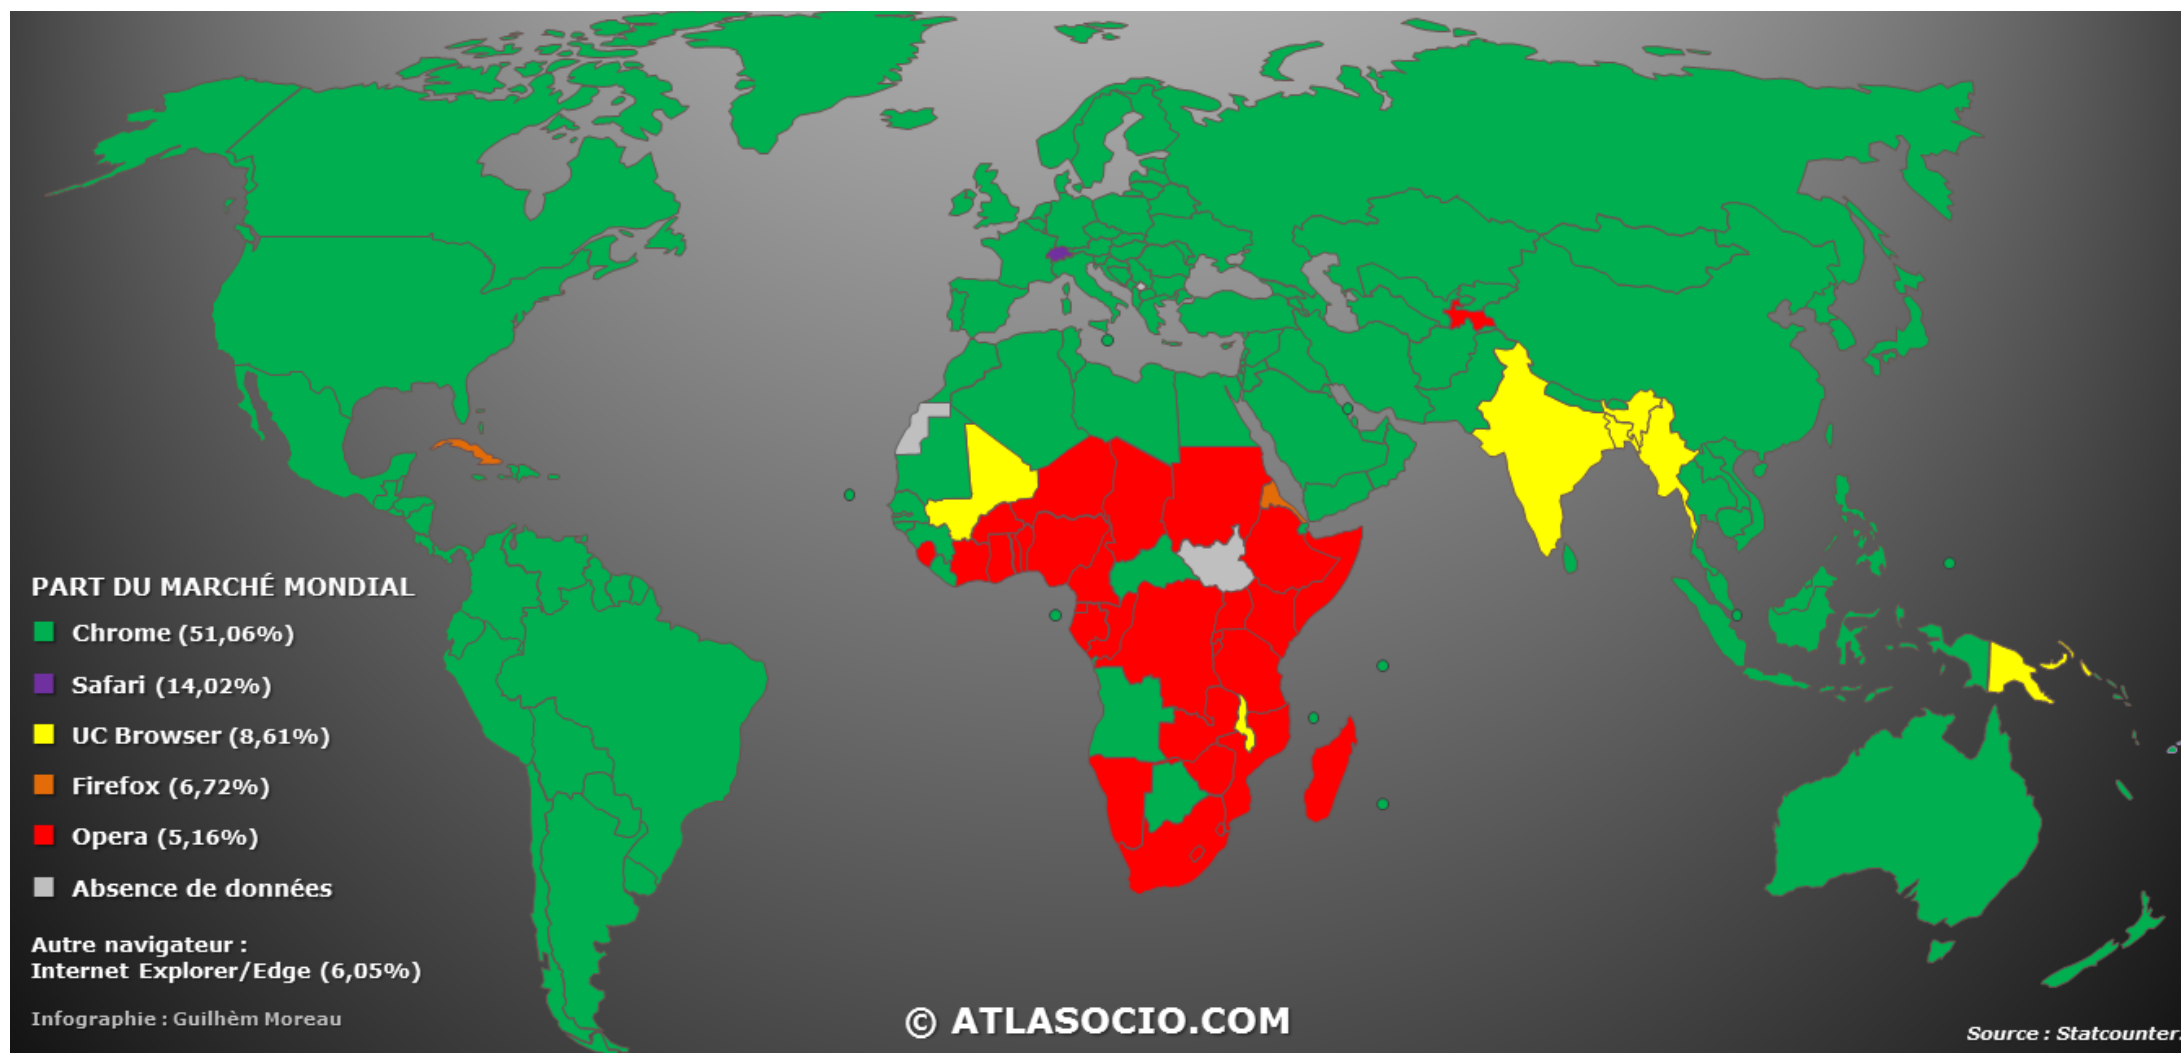 PART DU MARCHÉ MONDIAL
Chrome (51,06%)
Safari (14,02%)
UC Browser (8,61%)
Firefox (6,72%)
Opera (5,16%)
Absence de données
Autre navigateur :
Internet Explorer/Edge (6,05%)
Infographie : Guilhèm Moreau
© ATLASOCIO.COM
Source : Statcounter.